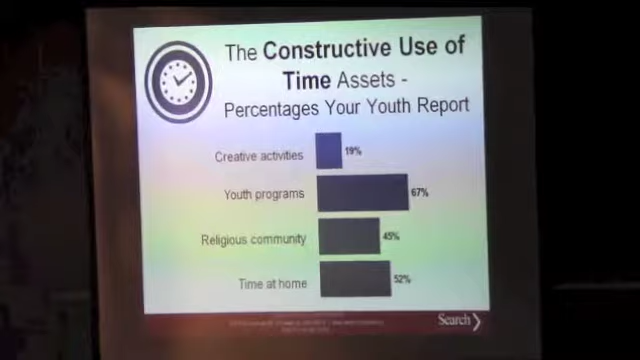 The Constructive Use of
Time Assets -
Percentages Your Youth Report
Creative activities 19%
Youth programs 67%
Religious community 45%
Time at home 52%
Search